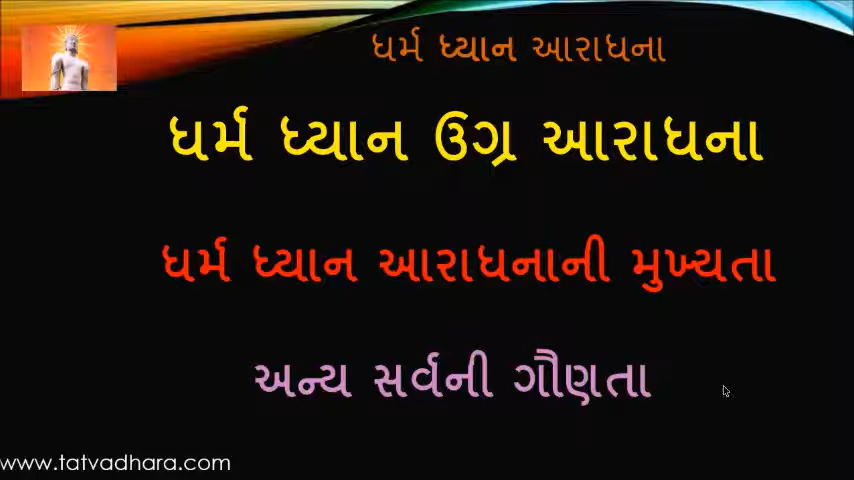 ધર્મ ધ્યાન આરાધના
ધર્મ ધ્યાન ઉગ્ર આરાધના
ધર્મ ધ્યાન આરાધનાની મુખ્યતા
અન્ય સર્વની ગૌણતા
www.tatvadhara.com